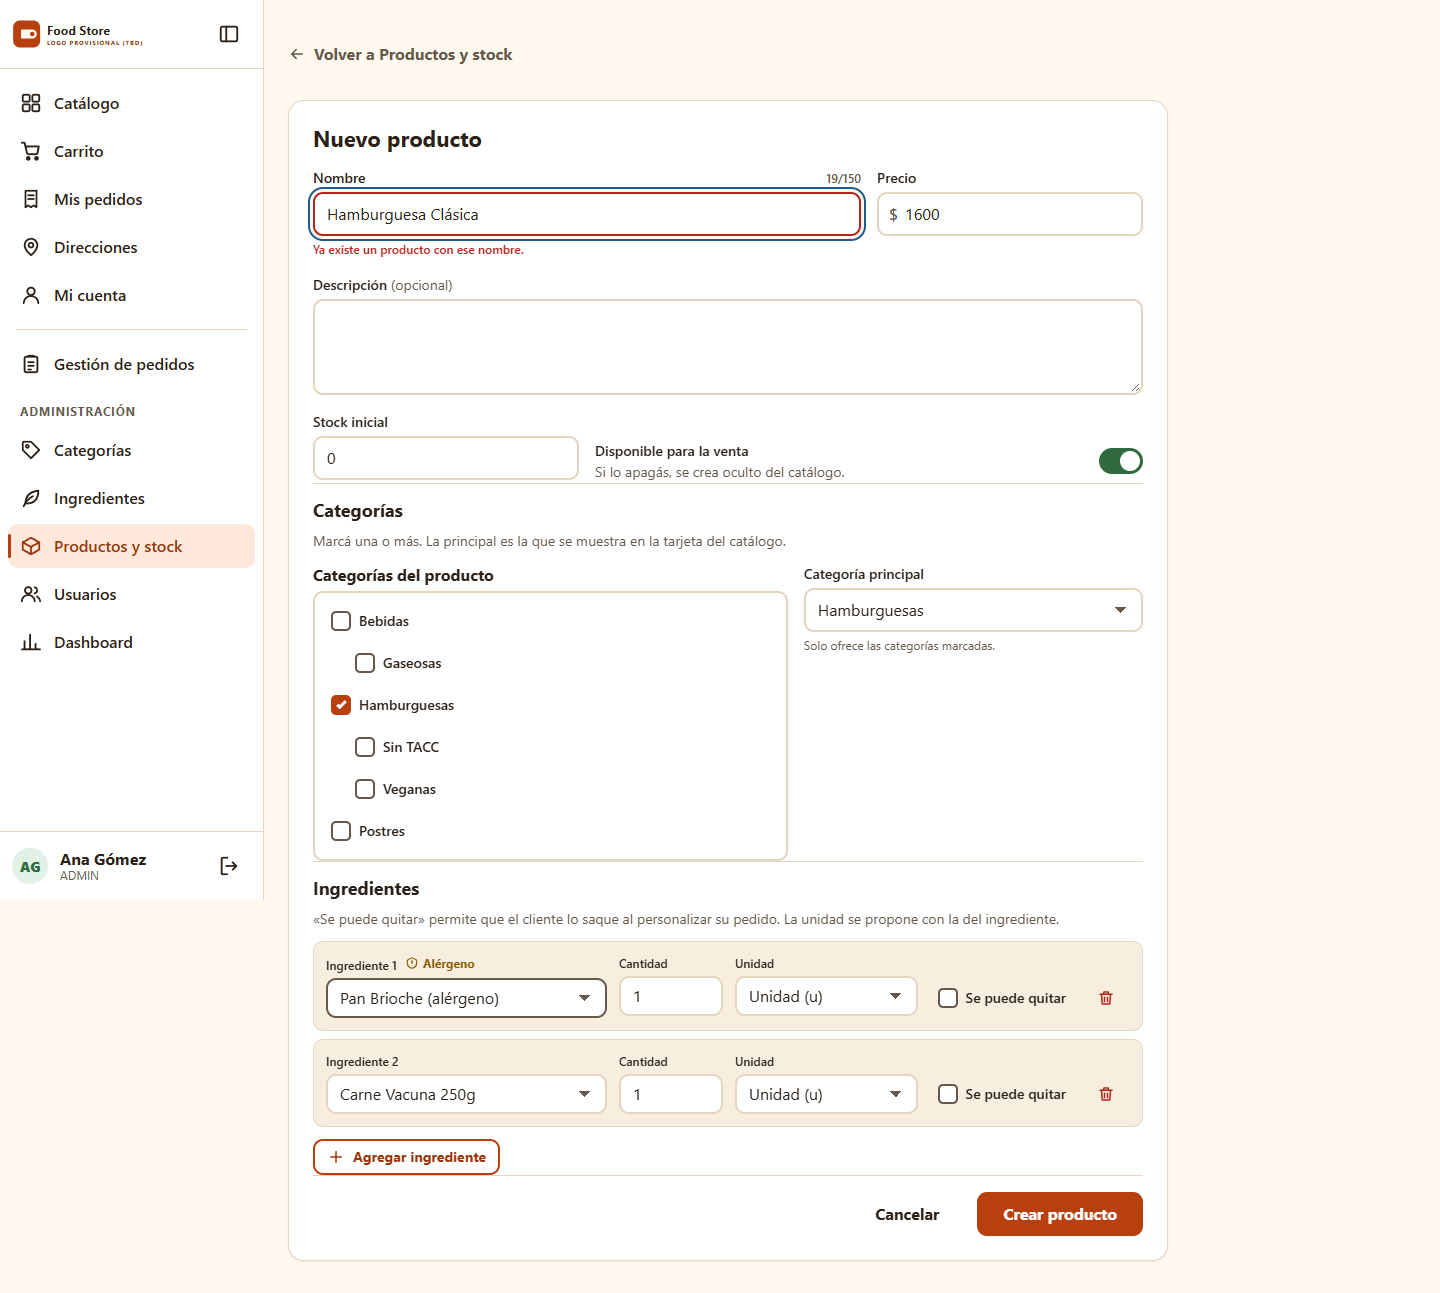 Food Store
LOGO PROVISIONAL (TBD)
Catálogo
Carrito
Mis pedidos
Direcciones
Mi cuenta
Gestión de pedidos
ADMINISTRACIÓN
Categorías
Ingredientes
Productos y stock
Usuarios
Dashboard
AG
Ana Gómez
ADMIN
Volver a Productos y stock
Nuevo producto
Nombre
19/150
Precio
Hamburguesa Clásica
$ 1600
Ya existe un producto con ese nombre.
Descripción (opcional)
Stock inicial
0
Disponible para la venta
Si lo apagás, se crea oculto del catálogo.
Categorías
Marcá una o más. La principal es la que se muestra en la tarjeta del catálogo.
Categorías del producto
Bebidas
Gaseosas
Hamburguesas
Sin TACC
Veganas
Postres
Categoría principal
Hamburguesas
Solo ofrece las categorías marcadas.
Ingredientes
«Se puede quitar» permite que el cliente lo saque al personalizar su pedido. La unidad se propone con la del ingrediente.
Ingrediente 1
Alérgeno
Cantidad
Unidad
Pan Brioche (alérgeno)
1
Unidad (u)
Se puede quitar
Ingrediente 2
Cantidad
Unidad
Carne Vacuna 250g
1
Unidad (u)
Se puede quitar
Agregar ingrediente
Cancelar
Crear producto